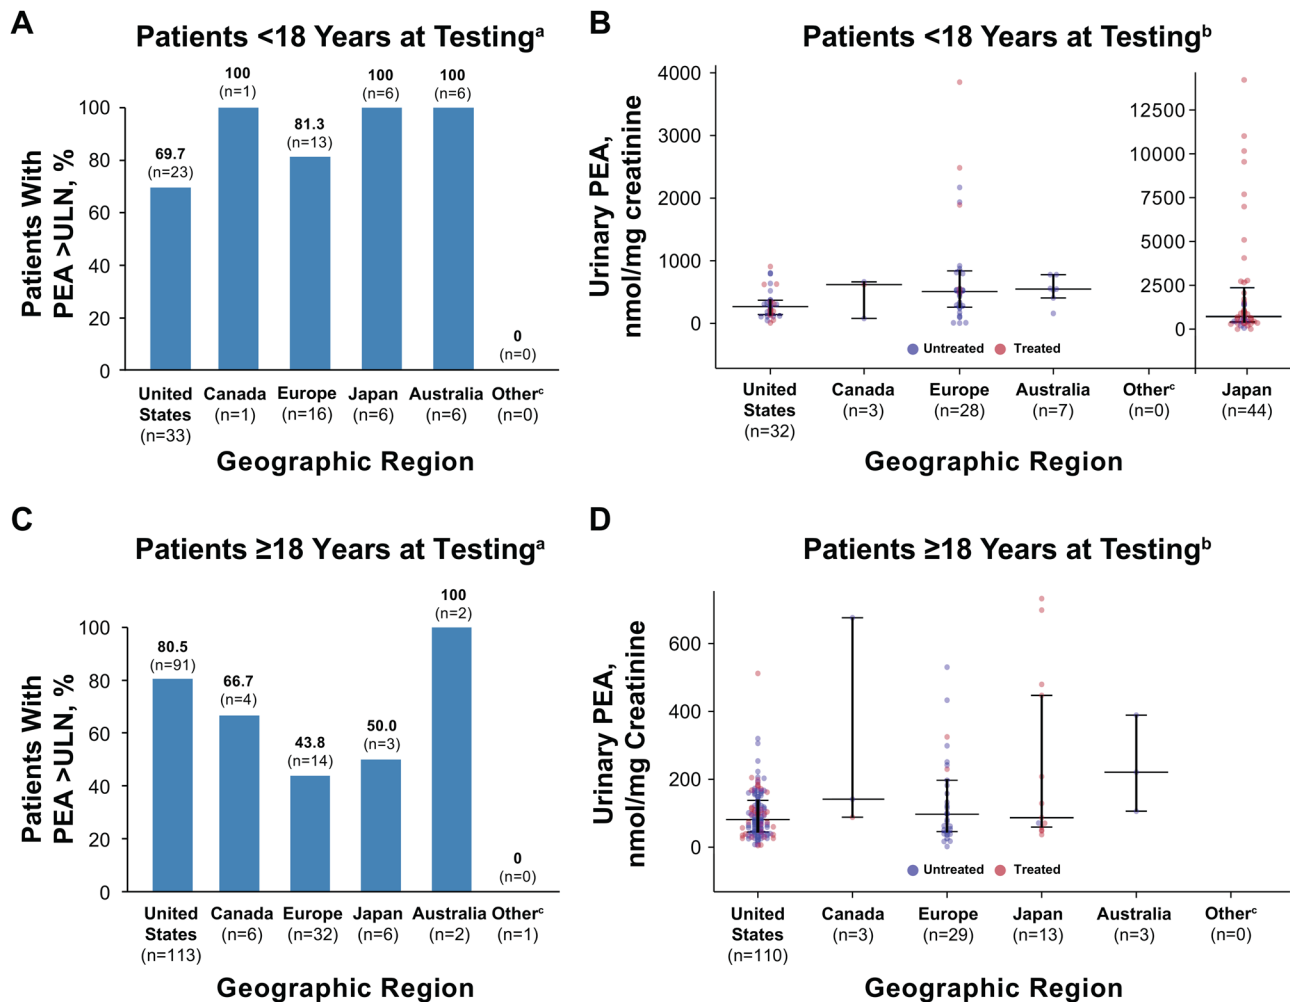 A
Patients <18 Years at Testingᵃ
Patients With
PEA >ULN, %
100
80
60
40
20
0
69.7
(n=23)
100
(n=1)
81.3
(n=13)
100
(n=6)
100
(n=6)
0
(n=0)
United
States
(n=33)
Canada
(n=1)
Europe
(n=16)
Japan
(n=6)
Australia
(n=6)
Otherᶜ
(n=0)
Geographic Region
B
Patients <18 Years at Testingᵇ
Urinary PEA,
nmol/mg creatinine
4000
3000
2000
1000
0
12500
10000
7500
5000
2500
0
Untreated
Treated
United
States
(n=32)
Canada
(n=3)
Europe
(n=28)
Australia
(n=7)
Otherᶜ
(n=0)
Japan
(n=44)
Geographic Region
C
Patients ≥18 Years at Testingᵃ
Patients With
PEA >ULN, %
100
80
60
40
20
0
80.5
(n=91)
66.7
(n=4)
43.8
(n=14)
50.0
(n=3)
100
(n=2)
0
(n=0)
United
States
(n=113)
Canada
(n=6)
Europe
(n=32)
Japan
(n=6)
Australia
(n=2)
Otherᶜ
(n=1)
Geographic Region
D
Patients ≥18 Years at Testingᵇ
Urinary PEA,
nmol/mg Creatinine
600
400
200
0
Untreated
Treated
United
States
(n=110)
Canada
(n=3)
Europe
(n=29)
Japan
(n=13)
Australia
(n=3)
Otherᶜ
(n=0)
Geographic Region